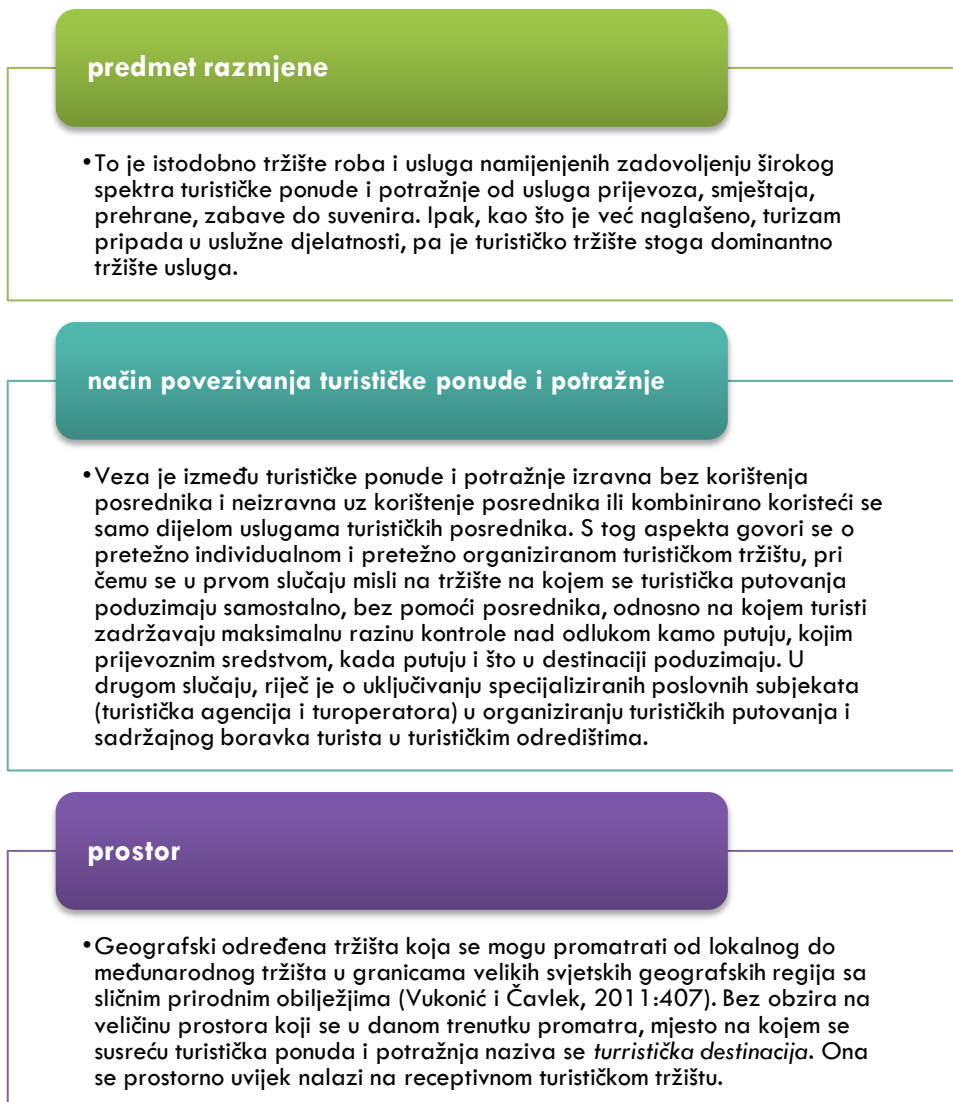 predmet razmjene
•To je istodobno tržište roba i usluga namijenjenih zadovoljenju širokog
spektra turističke ponude i potražnje od usluga prijevoza, smještaja,
prehrane, zabave do suvenira. Ipak, kao što je već naglašeno, turizam
pripada u uslužne djelatnosti, pa je turističko tržište stoga dominantno
tržište usluga.
način povezivanja turističke ponude i potražnje
•Veza je između turističke ponude i potražnje izravna bez korištenja
posrednika i neizravna uz korištenje posrednika ili kombinirano koristeći se
samo dijelom uslugama turističkih posrednika. S tog aspekta govori se o
pretežno individualnom i pretežno organiziranom turističkom tržištu, pri
čemu se u prvom slučaju misli na tržište na kojem se turistička putovanja
poduzimaju samostalno, bez pomoći posrednika, odnosno na kojem turisti
zadržavaju maksimalnu razinu kontrole nad odlukom kamo putuju, kojim
prijevoznim sredstvom, kada putuju i što u destinaciji poduzimaju. U
drugom slučaju, riječ je o uključivanju specijaliziranih poslovnih subjekata
(turistička agencija i turoperatora) u organiziranju turističkih putovanja i
sadržajnog boravka turista u turističkim odredištima.
prostor
•Geografski određena tržišta koja se mogu promatrati od lokalnog do
međunarodnog tržišta u granicama velikih svjetskih geografskih regija sa
sličnim prirodnim obilježjima (Vukonić i Čavlek, 2011:407). Bez obzira na
veličinu prostora koji se u danom trenutku promatra, mjesto na kojem se
susreću turistička ponuda i potražnja naziva se turristička destinacija. Ona
se prostorno uvijek nalazi na receptivnom turističkom tržištu.